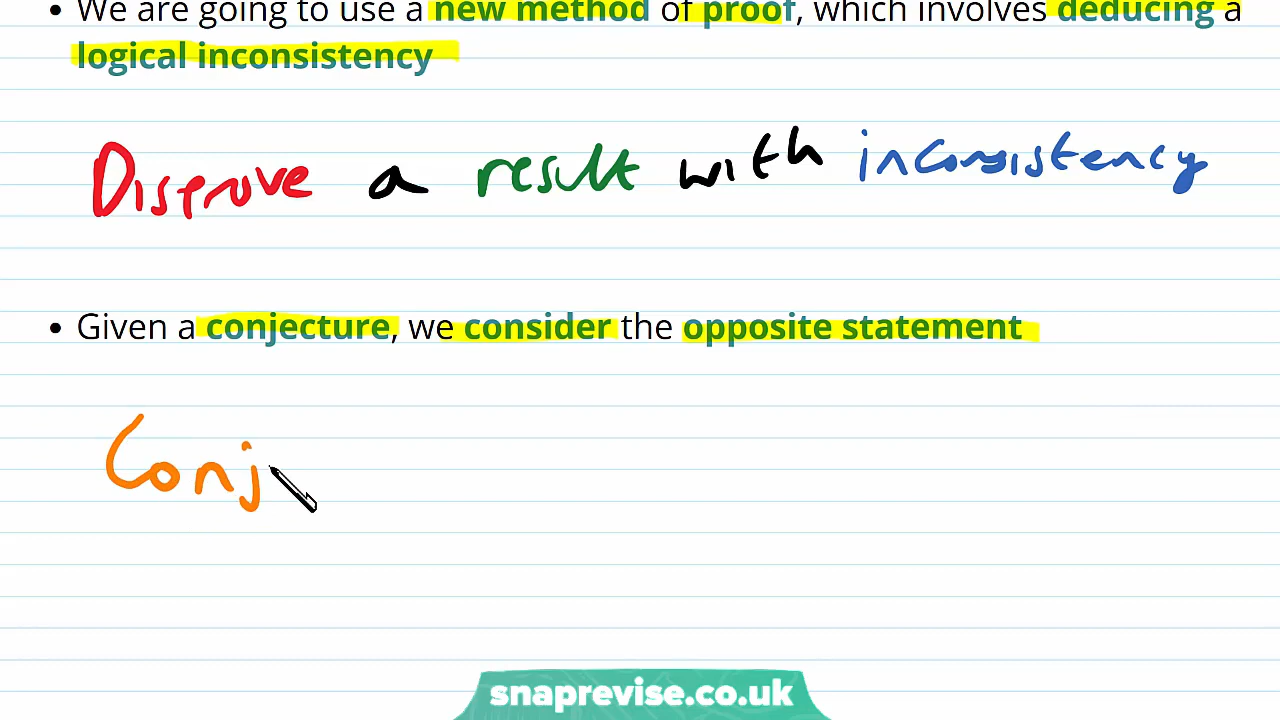 • We are going to use a new method of proof, which involves deducing a
logical inconsistency
Disprove a result with inconsistency
• Given a conjecture, we consider the opposite statement
Conj
snaprevise.co.uk